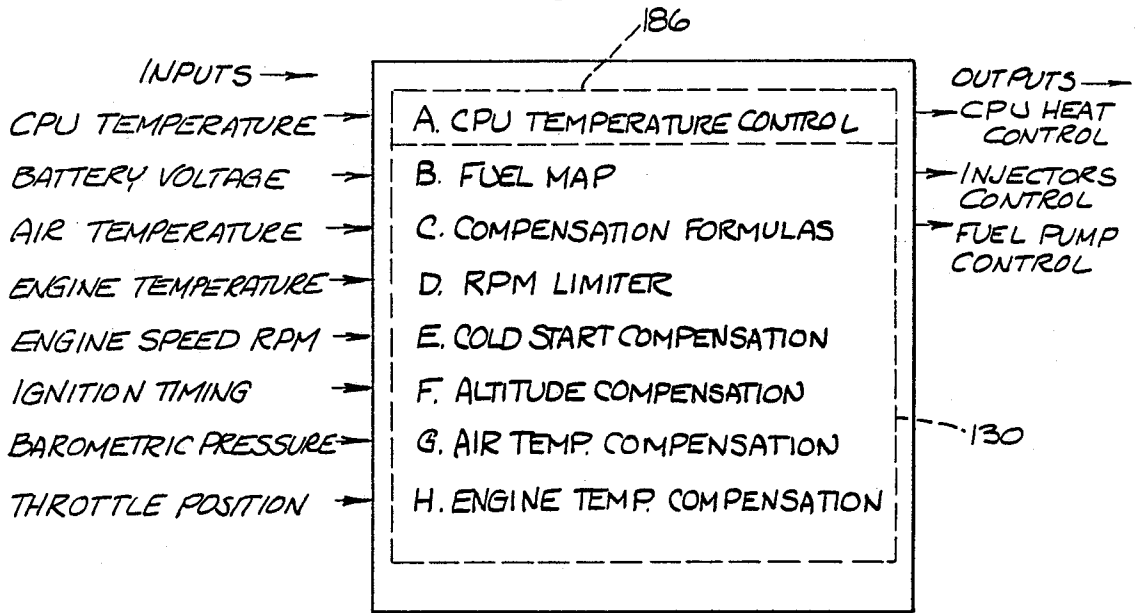 186
INPUTS
CPU TEMPERATURE
BATTERY VOLTAGE
AIR TEMPERATURE
ENGINE TEMPERATURE
ENGINE SPEED RPM
IGNITION TIMING
BAROMETRIC PRESSURE
THROTTLE POSITION
A. CPU TEMPERATURE CONTROL
B. FUEL MAP
C. COMPENSATION FORMULAS
D. RPM LIMITER
E. COLD START COMPENSATION
F. ALTITUDE COMPENSATION
G. AIR TEMP. COMPENSATION
H. ENGINE TEMP. COMPENSATION
OUTPUTS
CPU HEAT
CONTROL
INJECTORS
CONTROL
FUEL PUMP
CONTROL
130